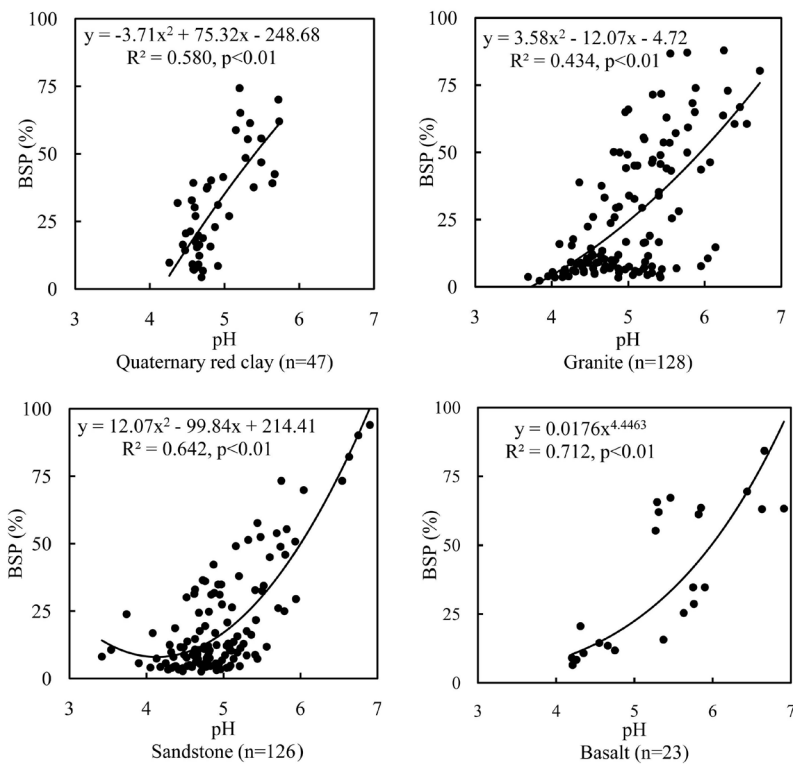 y = -3.71x² + 75.32x - 248.68
R² = 0.580, p<0.01
100
75
50
25
0
BSP (%)
3 4 5 6 7
pH
Quaternary red clay (n=47)
y = 3.58x² - 12.07x - 4.72
R² = 0.434, p<0.01
100
75
50
25
0
BSP (%)
3 4 5 6 7
pH
Granite (n=128)
y = 12.07x² - 99.84x + 214.41
R² = 0.642, p<0.01
100
75
50
25
0
BSP (%)
3 4 5 6 7
pH
Sandstone (n=126)
y = 0.0176x⁴·⁴⁴⁶³
R² = 0.712, p<0.01
100
75
50
25
0
BSP (%)
3 4 5 6 7
pH
Basalt (n=23)